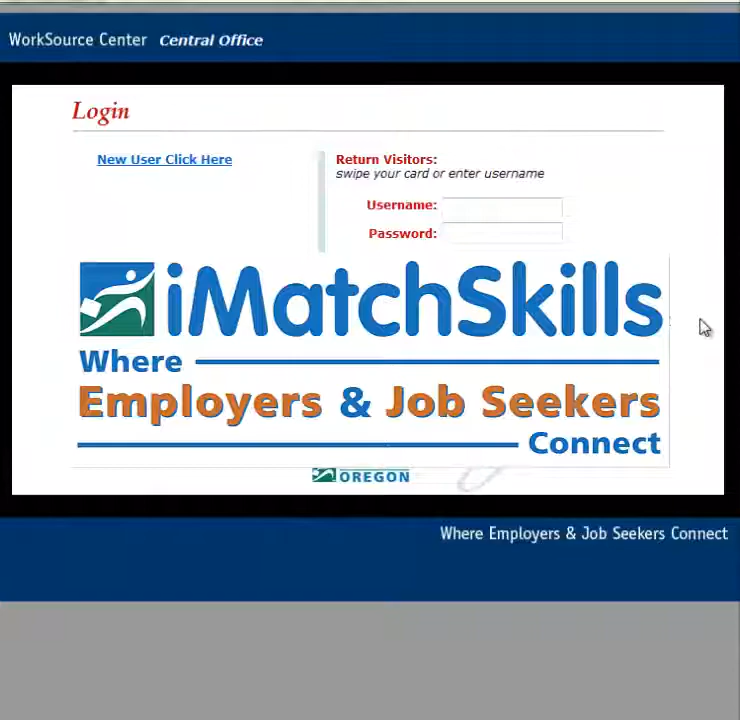 WorkSource Center Central Office
Login
New User Click Here
Return Visitors:
swipe your card or enter username
Username:
Password:
iMatchSkills
Where
Employers & Job Seekers
Connect
OREGON
Where Employers & Job Seekers Connect